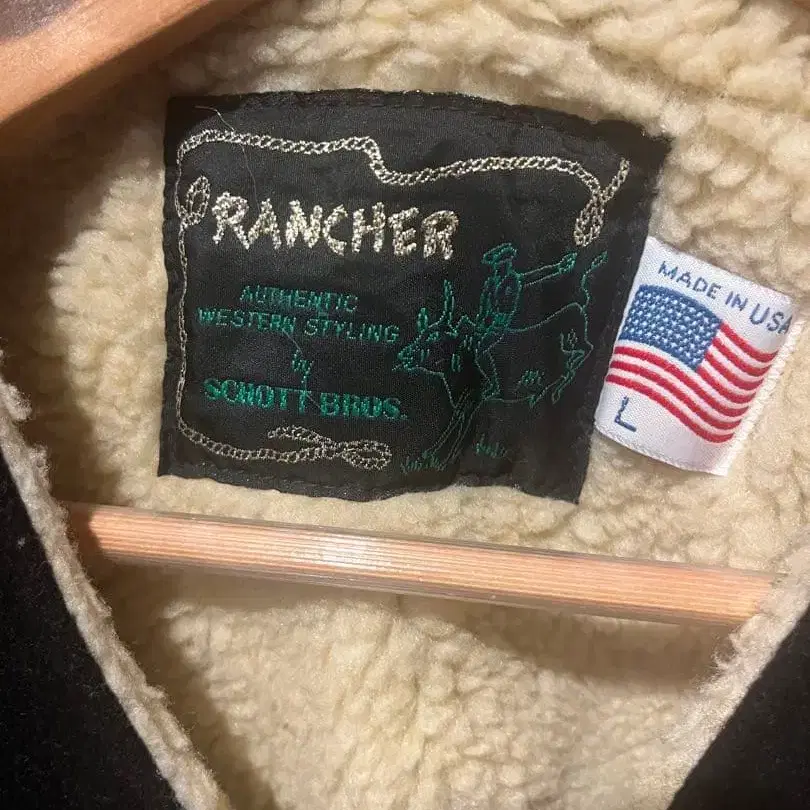 RANCHER
AUTHENTIC
WESTERN STYLING
by
SCHOTT BROS.
MADE IN USA
L